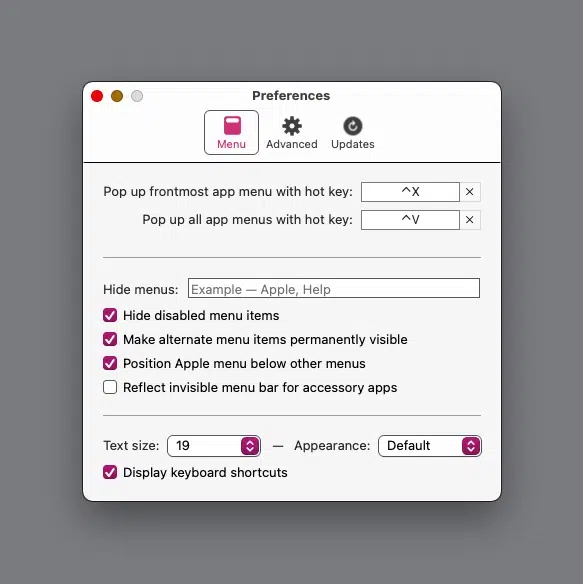 Preferences
Menu Advanced Updates
Pop up frontmost app menu with hot key: ^X ×
Pop up all app menus with hot key: ^V ×
Hide menus: Example — Apple, Help
Hide disabled menu items
Make alternate menu items permanently visible
Position Apple menu below other menus
Reflect invisible menu bar for accessory apps
Text size: 19 — Appearance: Default
Display keyboard shortcuts